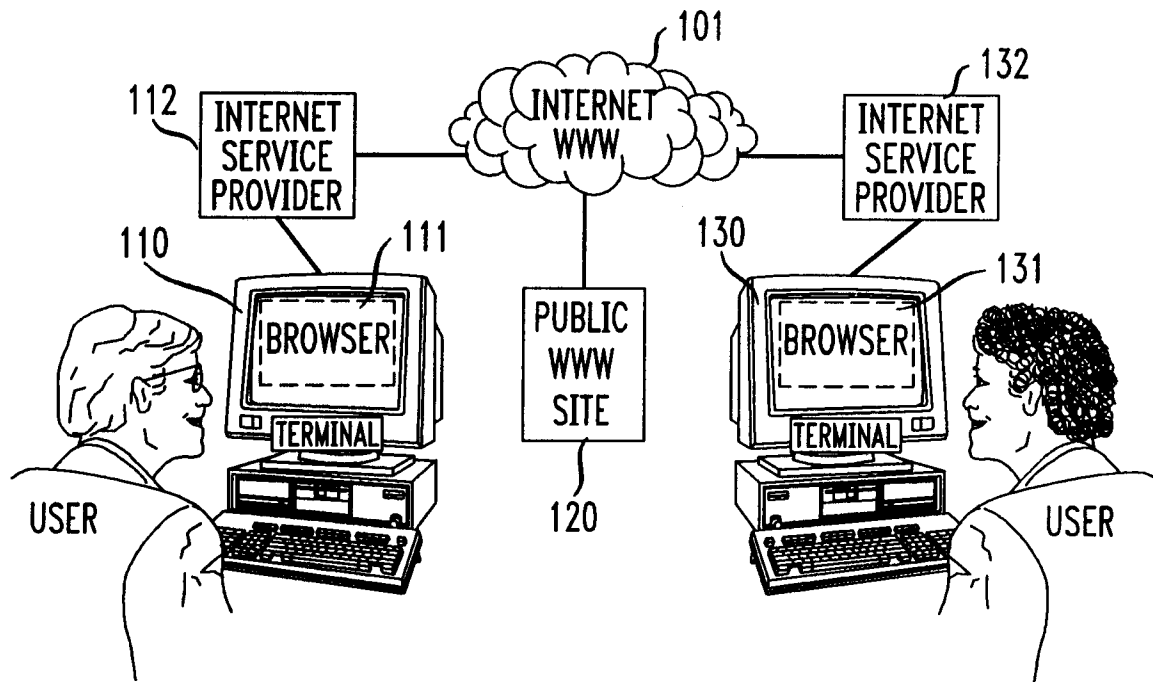 101
112
INTERNET
SERVICE
PROVIDER
INTERNET
WWW
132
INTERNET
SERVICE
PROVIDER
110
111
BROWSER
TERMINAL
USER
PUBLIC
WWW
SITE
120
130
131
BROWSER
TERMINAL
USER